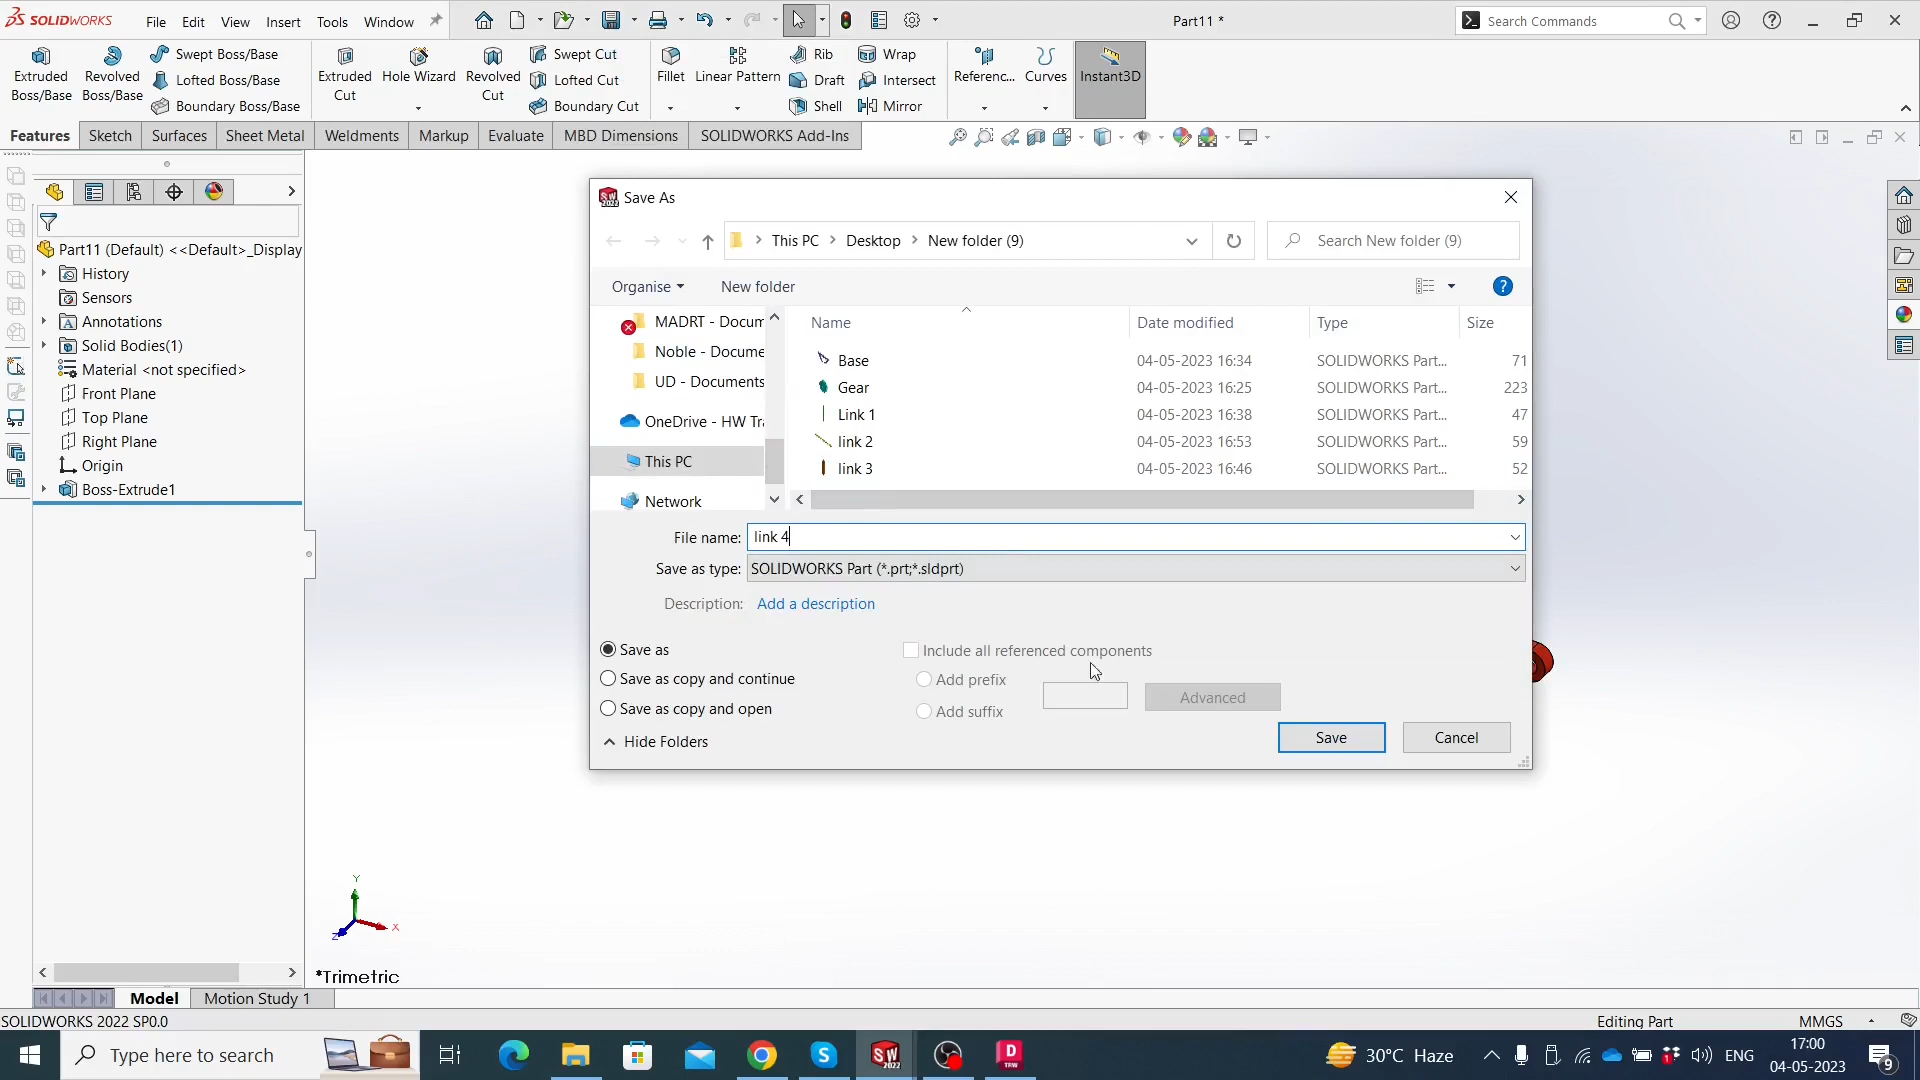 SOLIDWORKS File Edit View Insert Tools Window Part11 * Search Commands
Extruded Boss/Base
Revolved Boss/Base
Swept Boss/Base
Lofted Boss/Base
Boundary Boss/Base
Extruded Cut
Hole Wizard
Revolved Cut
Swept Cut
Lofted Cut
Boundary Cut
Fillet
Linear Pattern
Rib
Draft
Shell
Wrap
Intersect
Mirror
Referenc...
Curves
Instant3D
Features Sketch Surfaces Sheet Metal Weldments Markup Evaluate MBD Dimensions SOLIDWORKS Add-Ins
Part11 (Default) <<Default>_Display
History
Sensors
Annotations
Solid Bodies(1)
Material <not specified>
Front Plane
Top Plane
Right Plane
Origin
Boss-Extrude1
Save As
This PC > Desktop > New folder (9)
Search New folder (9)
Organise New folder
MADRT - Docum
Noble - Docume
UD - Documents
OneDrive - HW Tra
This PC
Network
Name Date modified Type Size
Base 04-05-2023 16:34 SOLIDWORKS Part... 71
Gear 04-05-2023 16:25 SOLIDWORKS Part... 223
Link 1 04-05-2023 16:38 SOLIDWORKS Part... 47
link 2 04-05-2023 16:53 SOLIDWORKS Part... 59
link 3 04-05-2023 16:46 SOLIDWORKS Part... 52
File name: link 4
Save as type: SOLIDWORKS Part (*.prt;*.sldprt)
Description: Add a description
Save as
Save as copy and continue
Save as copy and open
Include all referenced components
Add prefix
Add suffix
Advanced
Hide Folders
Save Cancel
Y
X
Z
*Trimetric
Model Motion Study 1
SOLIDWORKS 2022 SP0.0 Editing Part MMGS
Type here to search
30°C Haze
ENG
17:00
04-05-2023
9